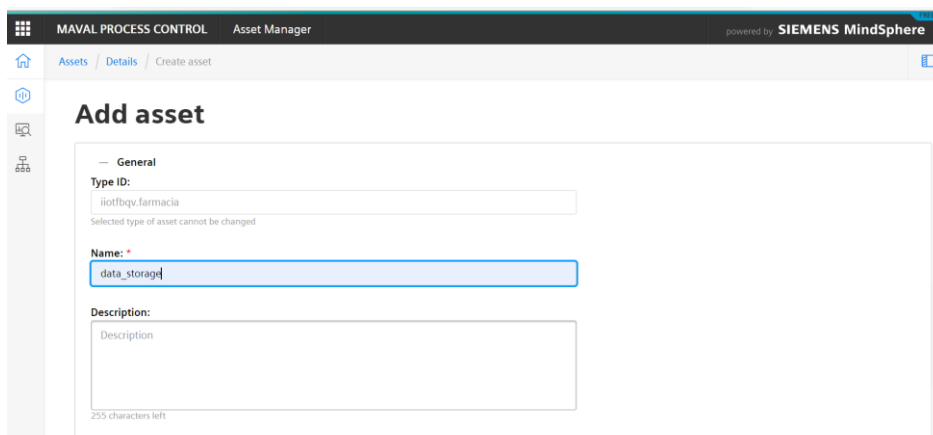 MAVAL PROCESS CONTROL Asset Manager powered by SIEMENS MindSphere
Assets / Details / Create asset
Add asset
— General
Type ID:
iiotfbqv.farmacia
Selected type of asset cannot be changed
Name: *
data_storage
Description:
Description
255 characters left